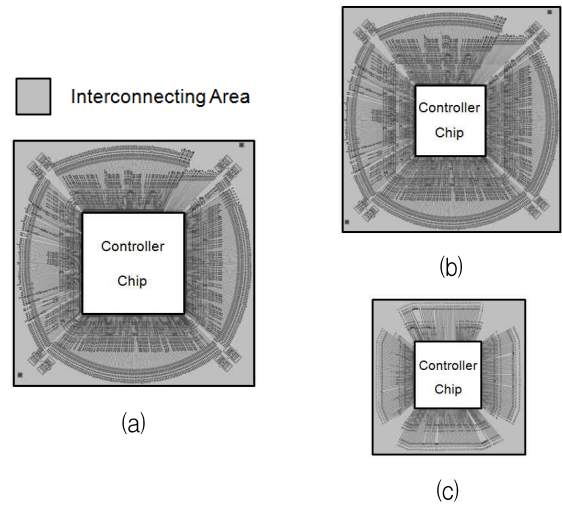 Interconnecting Area
Controller
Chip
(a)
Controller
Chip
(b)
Controller
Chip
(c)